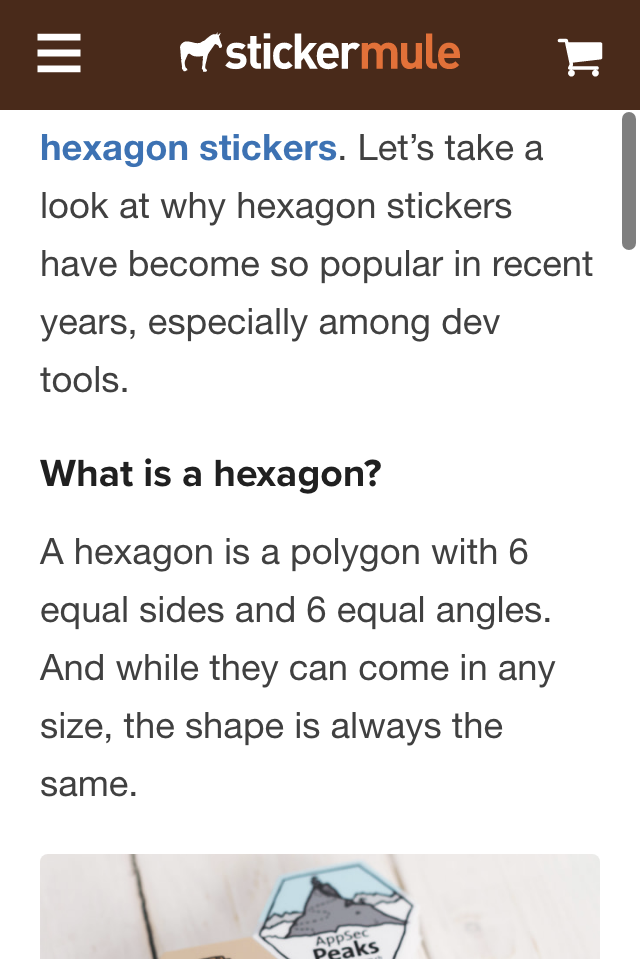 stickermule
hexagon stickers. Let’s take a
look at why hexagon stickers
have become so popular in recent
years, especially among dev
tools.
What is a hexagon?
A hexagon is a polygon with 6
equal sides and 6 equal angles.
And while they can come in any
size, the shape is always the
same.
AppSec
Peaks